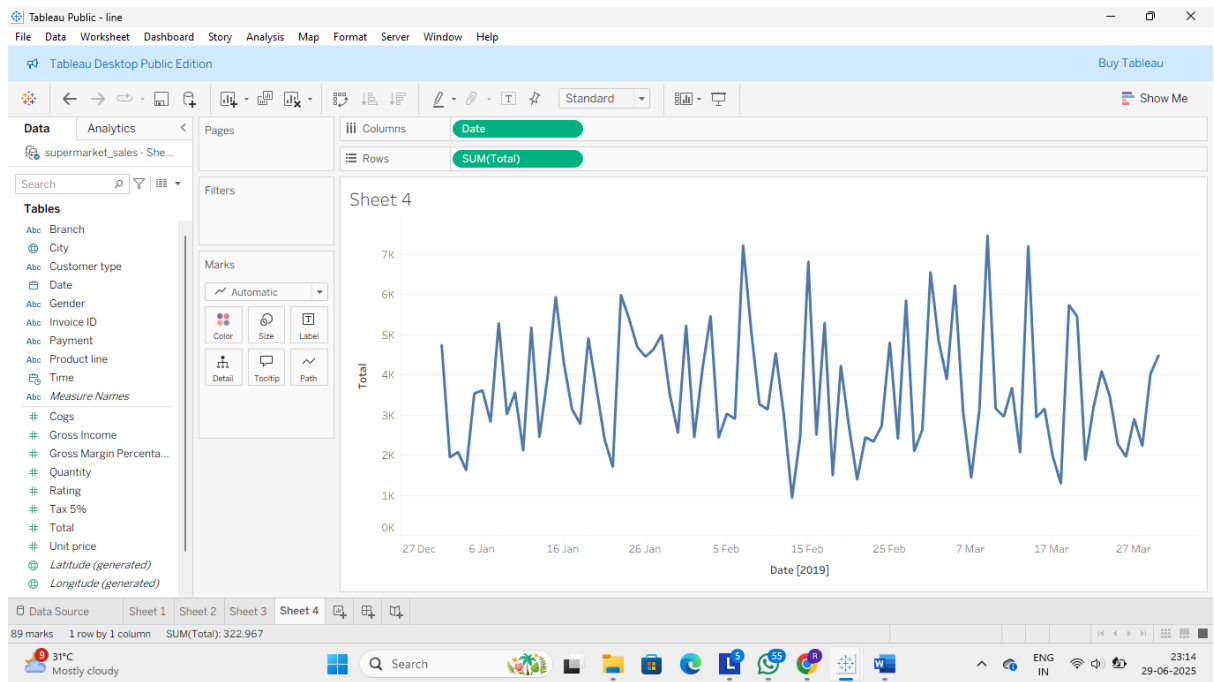 Tableau Public - line
File Data Worksheet Dashboard Story Analysis Map Format Server Window Help
Tableau Desktop Public Edition Buy Tableau
Standard Show Me
Data Analytics Pages Columns Date
supermarket_sales - She... Rows SUM(Total)
Search Filters Sheet 4
Tables
Abc Branch
City
Abc Customer type Marks
Date Automatic
Abc Gender
Abc Invoice ID
Abc Payment Color Size Label
Abc Product line
Time Detail Tooltip Path
Abc Measure Names
Cogs
Gross Income
Gross Margin Percenta...
Quantity
Rating
Tax 5%
Total
Unit price
Latitude (generated)
Longitude (generated)
7K
6K
5K
4K
3K
2K
1K
0K
Total
27 Dec 6 Jan 16 Jan 26 Jan 5 Feb 15 Feb 25 Feb 7 Mar 17 Mar 27 Mar
Date [2019]
Data Source Sheet 1 Sheet 2 Sheet 3 Sheet 4
89 marks 1 row by 1 column SUM(Total): 322,967
9 31°C Search 5 55 R ENG 23:14
Mostly cloudy IN 29-06-2025